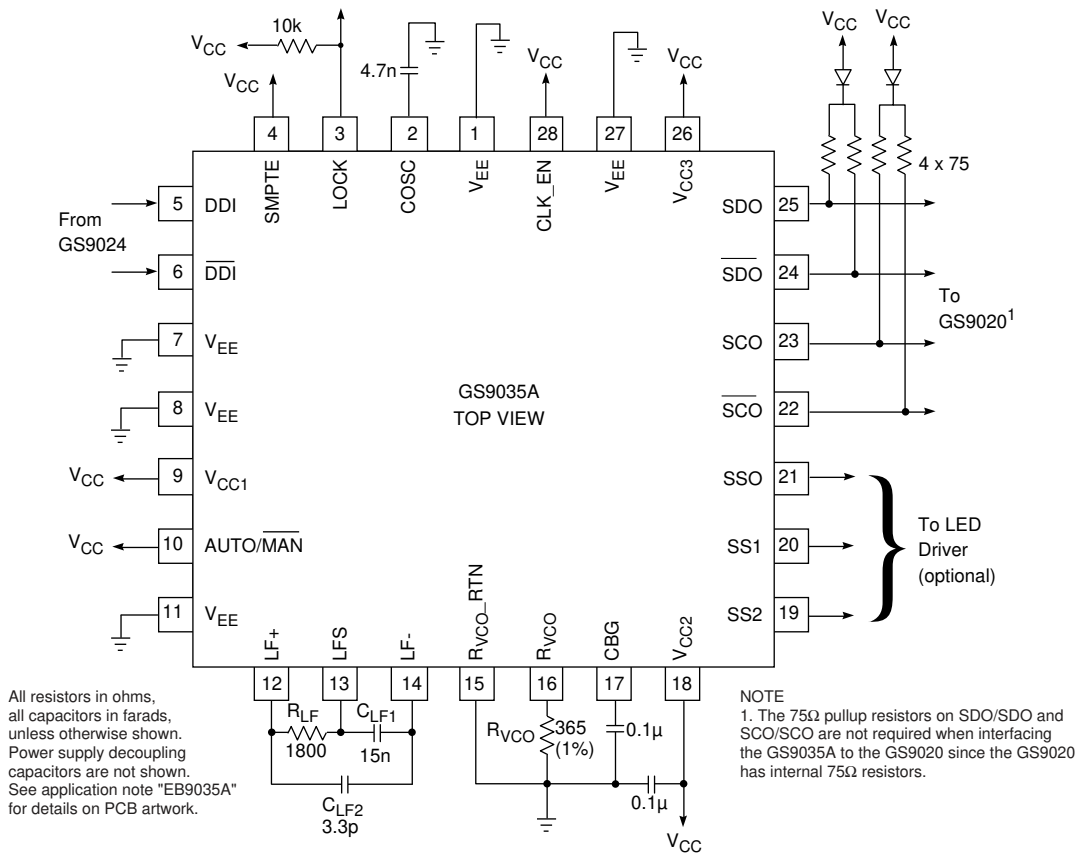 10k
VCC
VCC
4.7n
VCC
VCC
VCC
VCC
4
3
2
1
28
27
26
SMPTE
LOCK
COSC
VEE
CLK_EN
VEE
VCC3
4 x 75
From
GS9024
5
DDI
6
DDI
7
VEE
8
VEE
VCC
9
VCC1
VCC
10
AUTO/MAN
11
VEE
GS9035A
TOP VIEW
SDO
25
SDO
24
SCO
23
SCO
22
SSO
21
SS1
20
SS2
19
To
GS9020¹
To LED
Driver
(optional)
LF+
LFS
LF-
RVCO_RTN
RVCO
CBG
VCC2
12
13
14
15
16
17
18
RLF
1800
CLF1
15n
CLF2
3.3p
RVCO
365
(1%)
0.1μ
0.1μ
VCC
All resistors in ohms,
all capacitors in farads,
unless otherwise shown.
Power supply decoupling
capacitors are not shown.
See application note "EB9035A"
for details on PCB artwork.
NOTE
1. The 75Ω pullup resistors on SDO/SDO and
SCO/SCO are not required when interfacing
the GS9035A to the GS9020 since the GS9020
has internal 75Ω resistors.